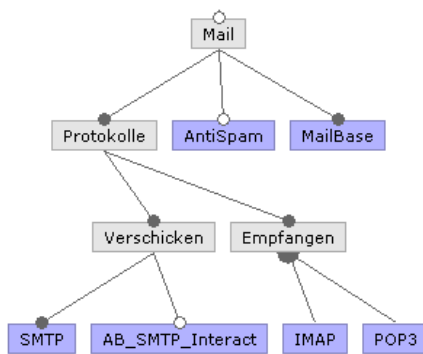 Mail
Protokolle AntiSpam MailBase
Verschicken Empfangen
SMTP AB_SMTP_Interact IMAP POP3